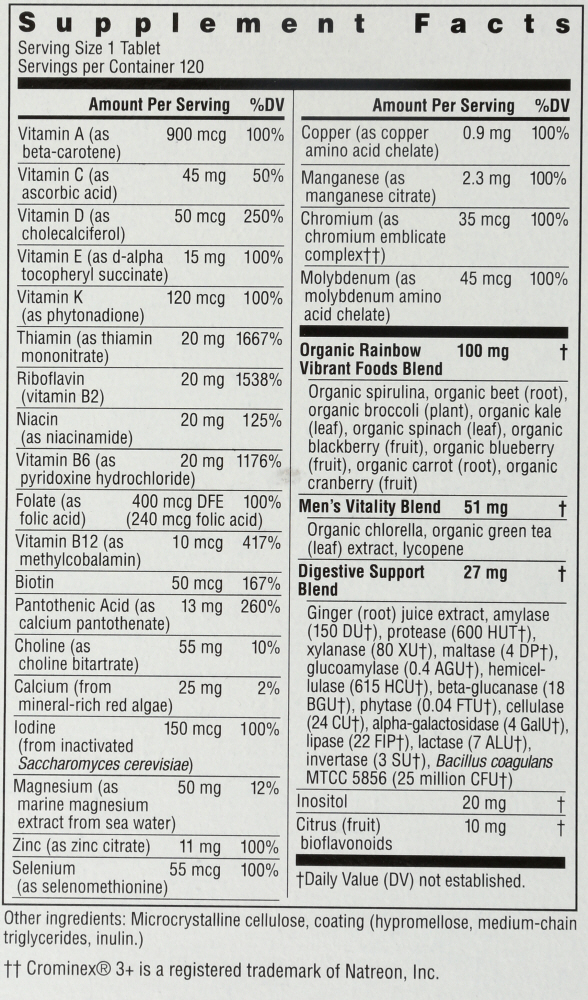 Supplement Facts
Serving Size 1 Tablet
Servings per Container 120
Amount Per Serving %DV
Vitamin A (as 900 mcg 100%
beta-carotene)
Vitamin C (as 45 mg 50%
ascorbic acid)
Vitamin D (as 50 mcg 250%
cholecalciferol)
Vitamin E (as d-alpha 15 mg 100%
tocopheryl succinate)
Vitamin K 120 mcg 100%
(as phytonadione)
Thiamin (as thiamin 20 mg 1667%
mononitrate)
Riboflavin 20 mg 1538%
(vitamin B2)
Niacin 20 mg 125%
(as niacinamide)
Vitamin B6 (as 20 mg 1176%
pyridoxine hydrochloride)
Folate (as 400 mcg DFE 100%
folic acid) (240 mcg folic acid)
Vitamin B12 (as 10 mcg 417%
methylcobalamin)
Biotin 50 mcg 167%
Pantothenic Acid (as 13 mg 260%
calcium pantothenate)
Choline (as 55 mg 10%
choline bitartrate)
Calcium (from 25 mg 2%
mineral-rich red algae)
Iodine 150 mcg 100%
(from inactivated
Saccharomyces cerevisiae)
Magnesium (as 50 mg 12%
marine magnesium
extract from sea water)
Zinc (as zinc citrate) 11 mg 100%
Selenium 55 mcg 100%
(as selenomethionine)
Amount Per Serving %DV
Copper (as copper 0.9 mg 100%
amino acid chelate)
Manganese (as 2.3 mg 100%
manganese citrate)
Chromium (as 35 mcg 100%
chromium emblicate
complex††)
Molybdenum (as 45 mcg 100%
molybdenum amino
acid chelate)
Organic Rainbow 100 mg †
Vibrant Foods Blend
Organic spirulina, organic beet (root),
organic broccoli (plant), organic kale
(leaf), organic spinach (leaf), organic
blackberry (fruit), organic blueberry
(fruit), organic carrot (root), organic
cranberry (fruit)
Men's Vitality Blend 51 mg †
Organic chlorella, organic green tea
(leaf) extract, lycopene
Digestive Support 27 mg †
Blend
Ginger (root) juice extract, amylase
(150 DU†), protease (600 HUT†),
xylanase (80 XU†), maltase (4 DP†),
glucoamylase (0.4 AGU†), hemicel-
lulase (615 HCU†), beta-glucanase (18
BGU†), phytase (0.04 FTU†), cellulase
(24 CU†), alpha-galactosidase (4 GalU†),
lipase (22 FIP†), lactase (7 ALU†),
invertase (3 SU†), Bacillus coagulans
MTCC 5856 (25 million CFU†)
Inositol 20 mg †
Citrus (fruit) 10 mg †
bioflavonoids
†Daily Value (DV) not established.
Other ingredients: Microcrystalline cellulose, coating (hypromellose, medium-chain
triglycerides, inulin.)
†† Crominex® 3+ is a registered trademark of Natreon, Inc.